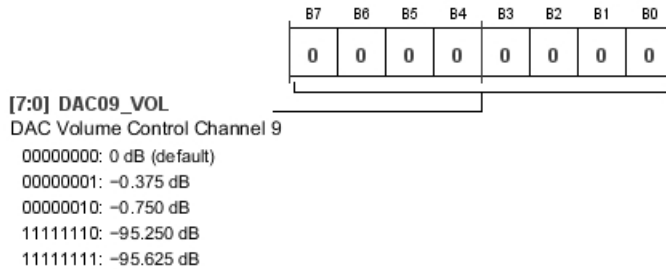 B7 B6 B5 B4 B3 B2 B1 B0
0 0 0 0 0 0 0 0
[7:0] DAC09_VOL
DAC Volume Control Channel 9
00000000: 0 dB (default)
00000001: −0.375 dB
00000010: −0.750 dB
11111110: −95.250 dB
11111111: −95.625 dB